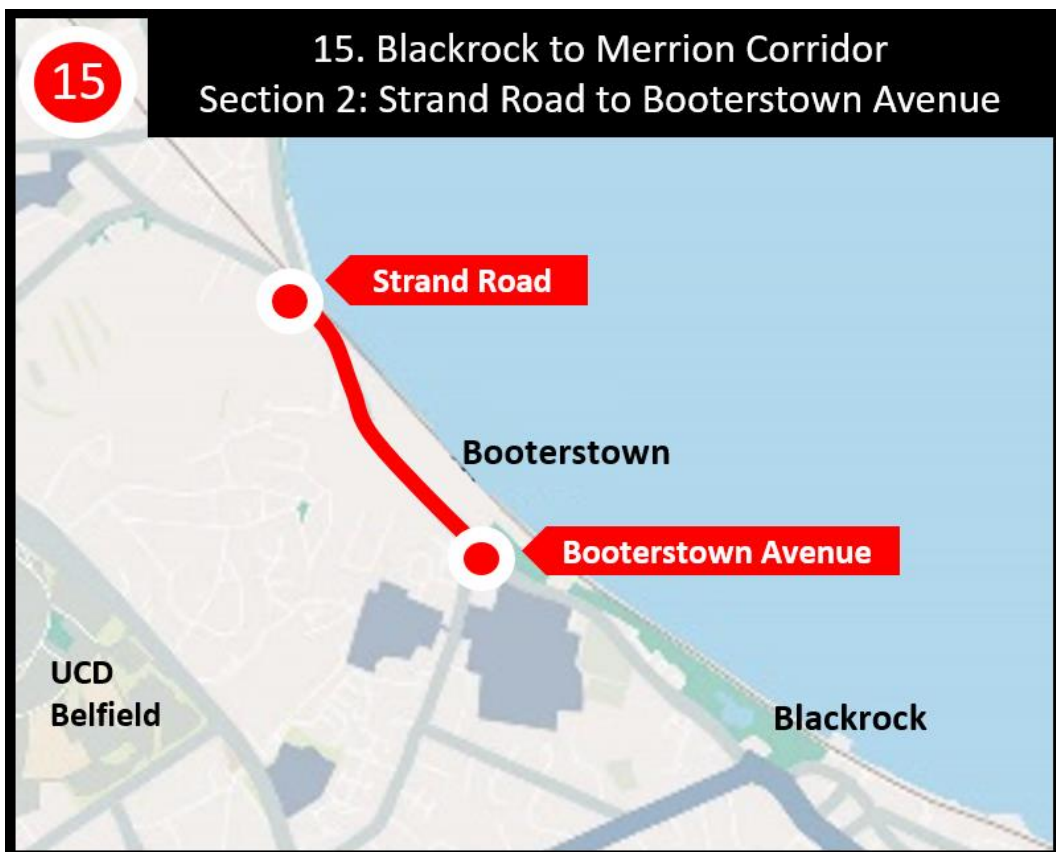 15
15. Blackrock to Merrion Corridor
Section 2: Strand Road to Booterstown Avenue
Strand Road
Booterstown
Booterstown Avenue
UCD
Belfield
Blackrock